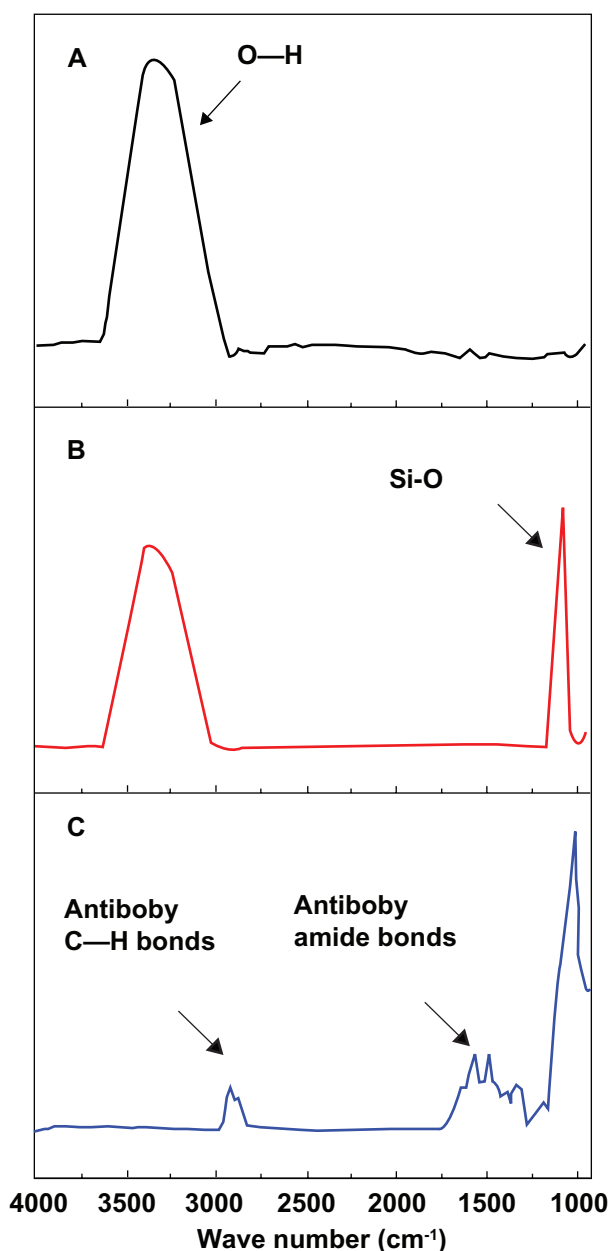 A
O—H
B
Si-O
C
Antiboby
C—H bonds
Antiboby
amide bonds
4000 3500 3000 2500 2000 1500 1000
Wave number (cm⁻¹)